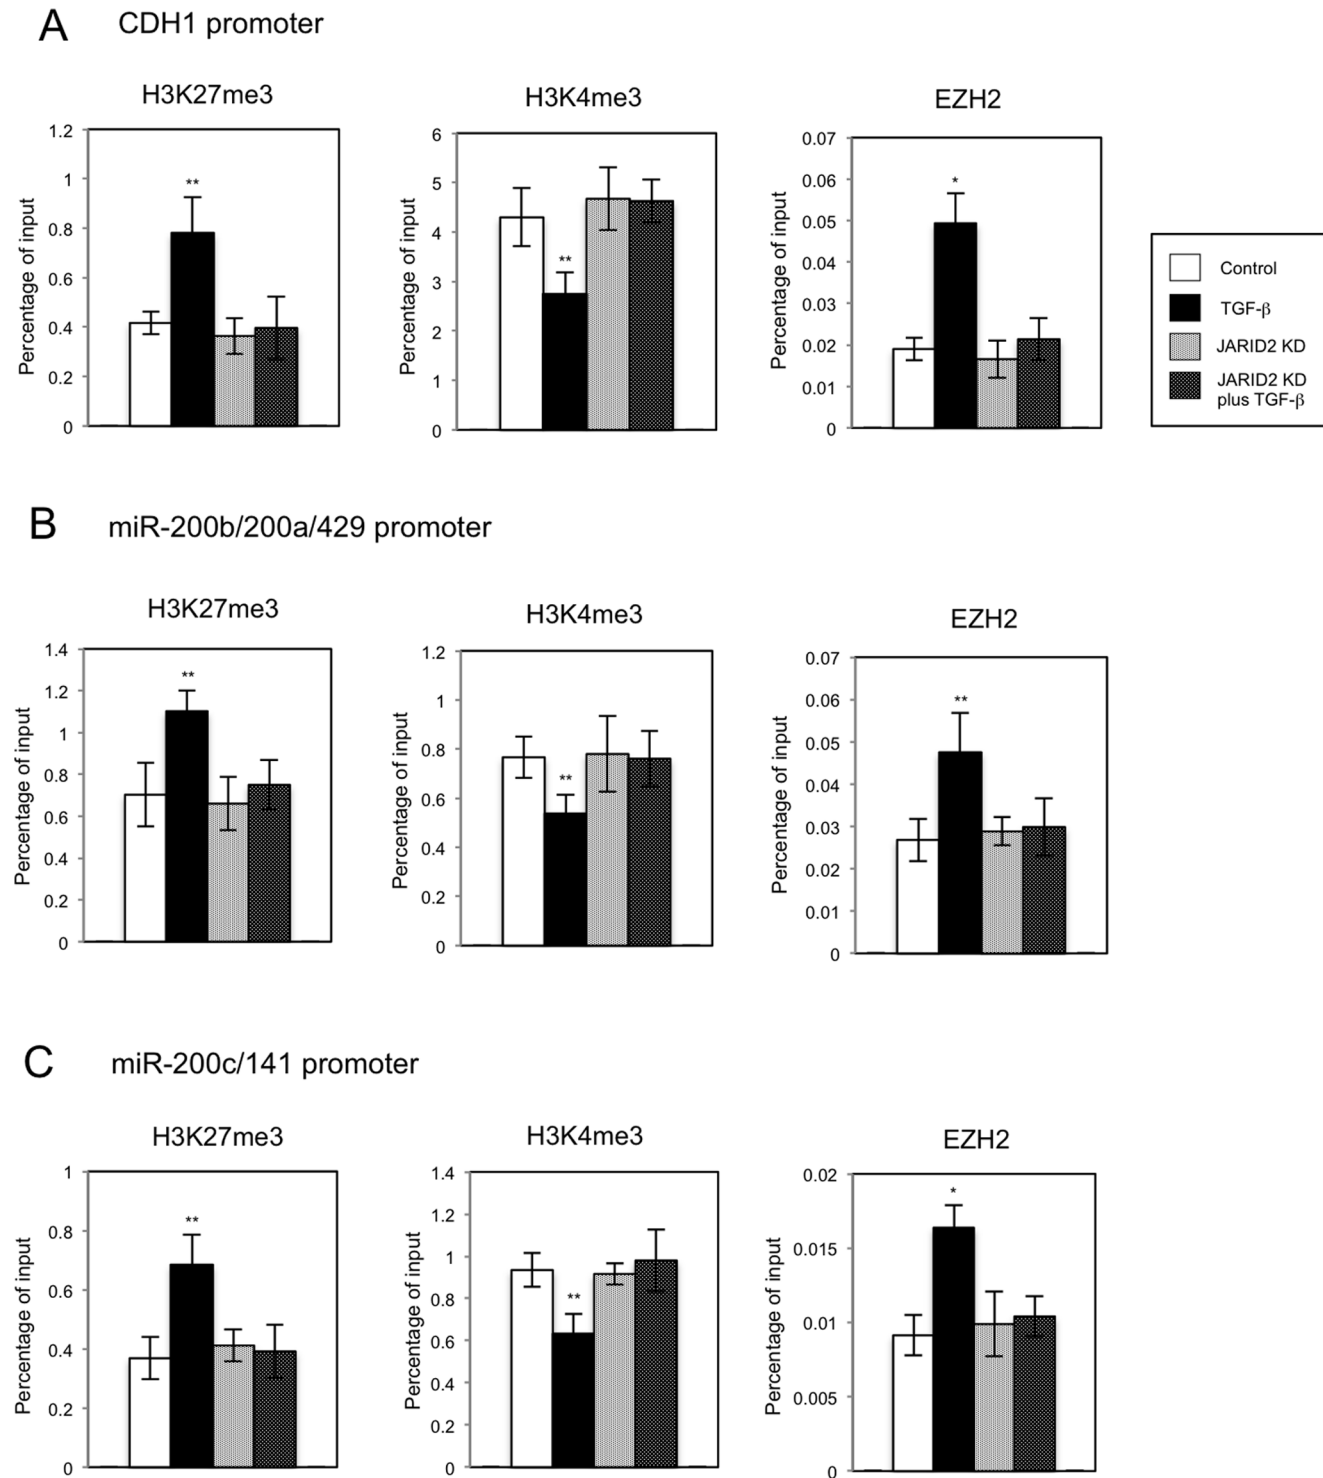 A CDH1 promoter
H3K27me3
Percentage of input
1.2
1
0.8
0.6
0.4
0.2
0
**
H3K4me3
Percentage of input
6
5
4
3
2
1
0
**
EZH2
Percentage of input
0.07
0.06
0.05
0.04
0.03
0.02
0.01
0
*
Control
TGF-β
JARID2 KD
JARID2 KD
plus TGF-β
B miR-200b/200a/429 promoter
H3K27me3
Percentage of input
1.4
1.2
1
0.8
0.6
0.4
0.2
0
**
H3K4me3
Percentage of input
1.2
1
0.8
0.6
0.4
0.2
0
**
EZH2
Percentage of input
0.07
0.06
0.05
0.04
0.03
0.02
0.01
0
**
C miR-200c/141 promoter
H3K27me3
Percentage of input
1
0.8
0.6
0.4
0.2
0
**
H3K4me3
Percentage of input
1.4
1.2
1
0.8
0.6
0.4
0.2
0
**
EZH2
Percentage of input
0.02
0.015
0.01
0.005
0
*